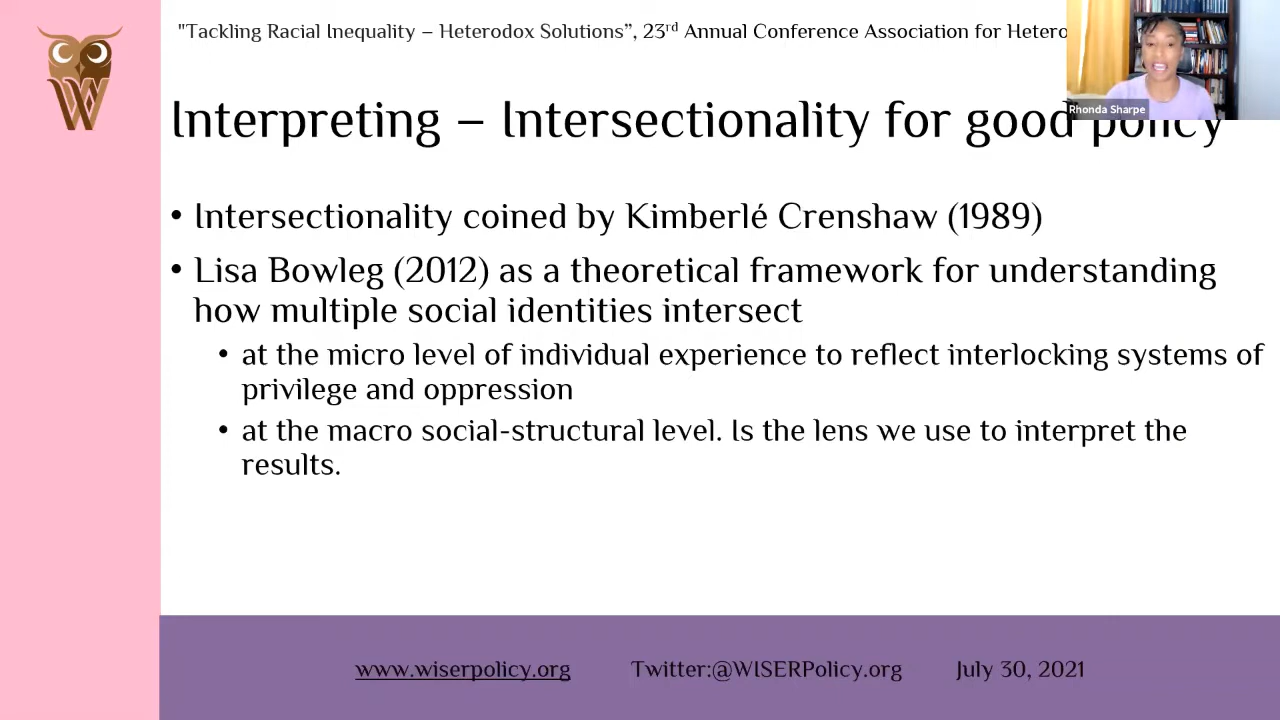 "Tackling Racial Inequality – Heterodox Solutions”, 23rd Annual Conference Association for Hetero
Rhonda Sharpe
Interpreting – Intersectionality for good policy
• Intersectionality coined by Kimberlé Crenshaw (1989)
• Lisa Bowleg (2012) as a theoretical framework for understanding
how multiple social identities intersect
• at the micro level of individual experience to reflect interlocking systems of
privilege and oppression
• at the macro social-structural level. Is the lens we use to interpret the
results.
www.wiserpolicy.org Twitter:@WISERPolicy.org July 30, 2021
W